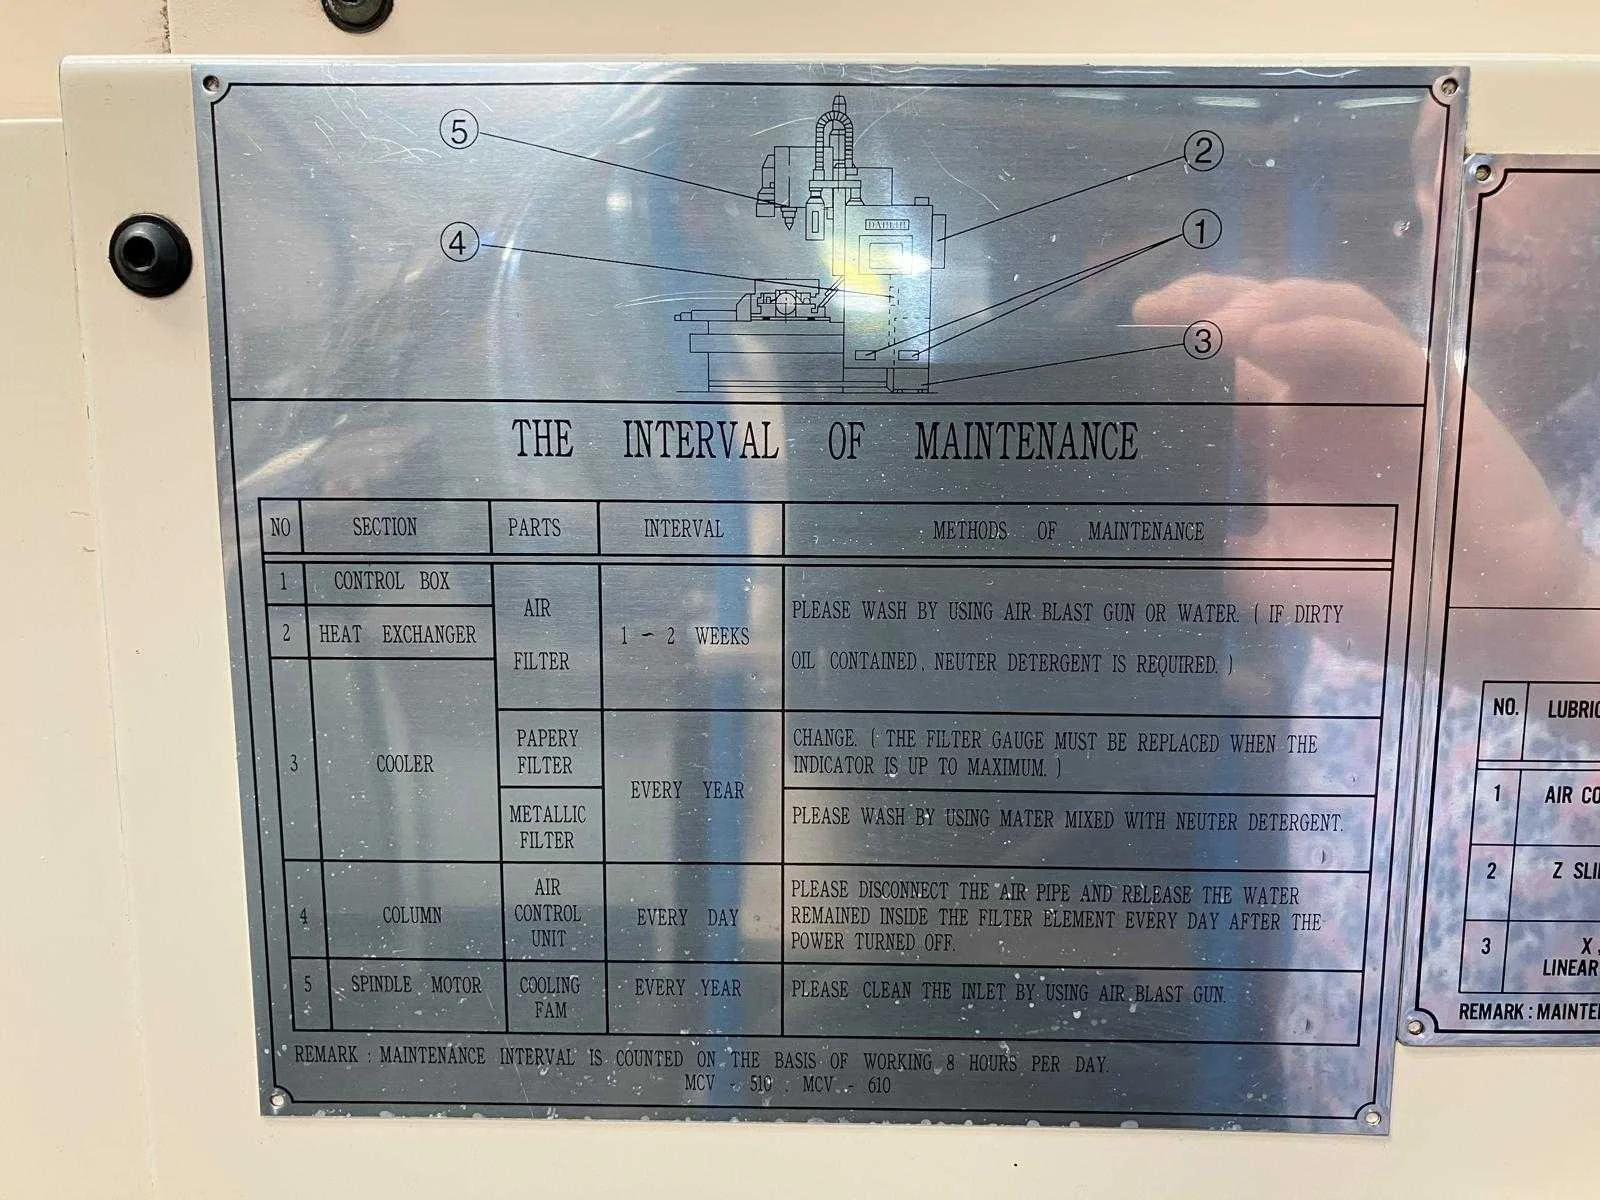 5
2
DAHLIH
4
1
3
THE INTERVAL OF MAINTENANCE
NO SECTION PARTS INTERVAL METHODS OF MAINTENANCE
1 CONTROL BOX
2 HEAT EXCHANGER
AIR
FILTER
1 ~ 2 WEEKS
PLEASE WASH BY USING AIR BLAST GUN OR WATER. ( IF DIRTY
OIL CONTAINED, NEUTER DETERGENT IS REQUIRED. )
3 COOLER
PAPERY
FILTER
EVERY YEAR
CHANGE. ( THE FILTER GAUGE MUST BE REPLACED WHEN THE
INDICATOR IS UP TO MAXIMUM. )
METALLIC
FILTER
PLEASE WASH BY USING MATER MIXED WITH NEUTER DETERGENT.
4 COLUMN
AIR
CONTROL
UNIT
EVERY DAY
PLEASE DISCONNECT THE AIR PIPE AND RELEASE THE WATER
REMAINED INSIDE THE FILTER ELEMENT EVERY DAY AFTER THE
POWER TURNED OFF.
5 SPINDLE MOTOR
COOLING
FAM
EVERY YEAR
PLEASE CLEAN THE INLET BY USING AIR BLAST GUN.
REMARK : MAINTENANCE INTERVAL IS COUNTED ON THE BASIS OF WORKING 8 HOURS PER DAY.
MCV - 510 . MCV - 610
NO. LUBRIC
1 AIR CO
2 Z SLI
3 X,
LINEAR
REMARK : MAINTE